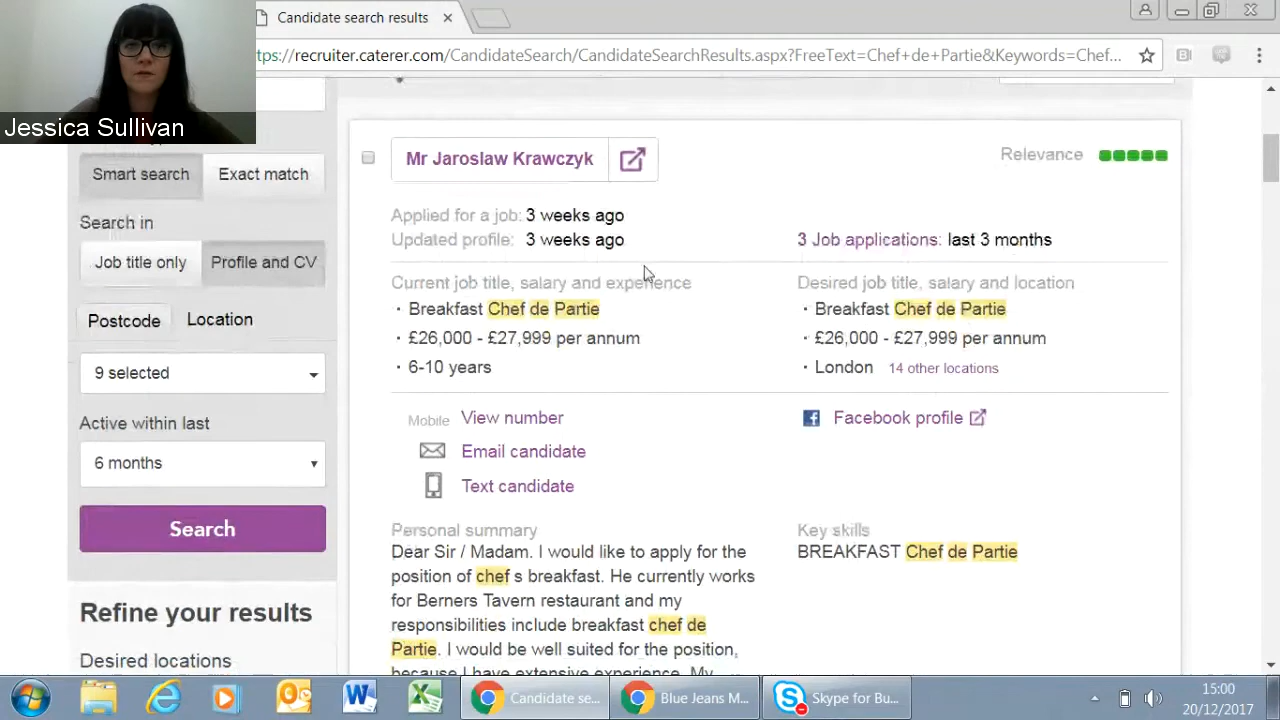 Candidate search results
ttps://recruiter.caterer.com/CandidateSearch/CandidateSearchResults.aspx?FreeText=Chef+de+Partie&Keywords=Chef...
Jessica Sullivan
Smart search Exact match
Search in
Job title only Profile and CV
Postcode Location
9 selected
Active within last
6 months
Search
Refine your results
Desired locations
Mr Jaroslaw Krawczyk
Relevance
Applied for a job: 3 weeks ago
Updated profile: 3 weeks ago
3 Job applications: last 3 months
Current job title, salary and experience
· Breakfast Chef de Partie
· £26,000 - £27,999 per annum
· 6-10 years
Desired job title, salary and location
· Breakfast Chef de Partie
· £26,000 - £27,999 per annum
· London 14 other locations
Mobile View number
Email candidate
Text candidate
Facebook profile
Personal summary
Dear Sir / Madam. I would like to apply for the
position of chef s breakfast. He currently works
for Berners Tavern restaurant and my
responsibilities include breakfast chef de
Partie. I would be well suited for the position,
because I have extensive experience. My
Key skills
BREAKFAST Chef de Partie
Candidate se...
Blue Jeans M...
Skype for Bu...
15:00
20/12/2017